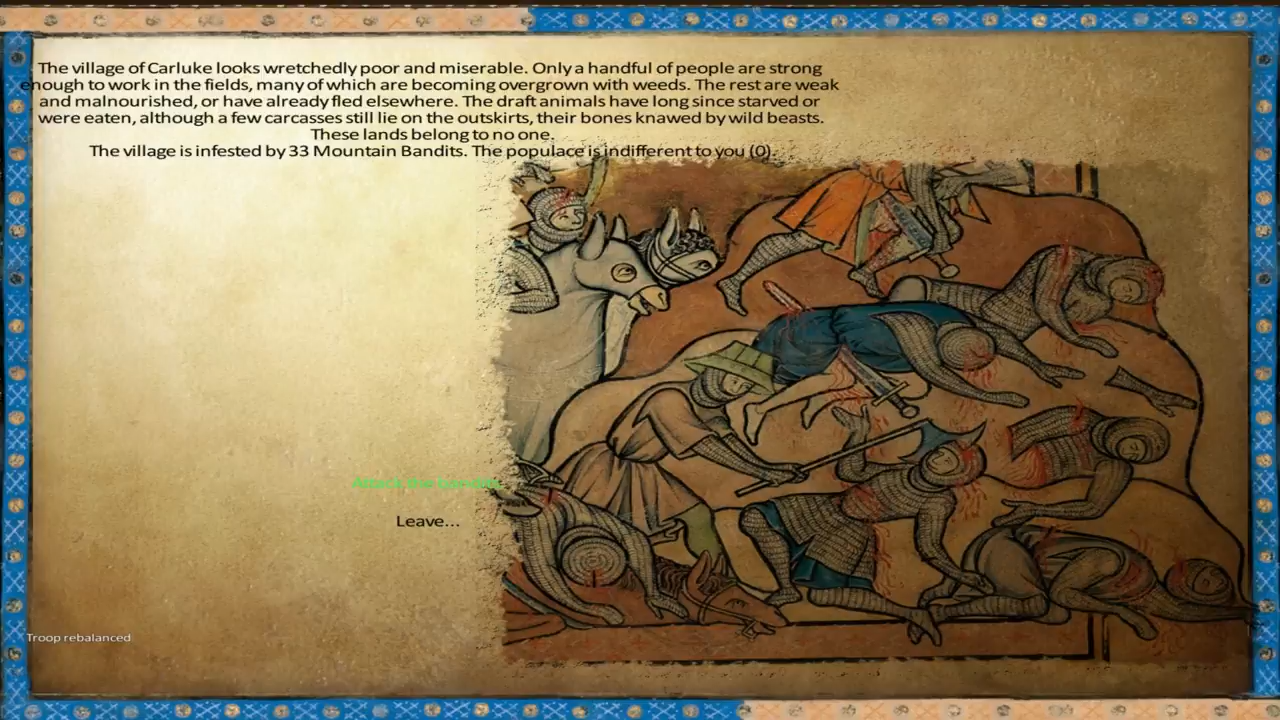 The village of Carluke looks wretchedly poor and miserable. Only a handful of people are strong
enough to work in the fields, many of which are becoming overgrown with weeds. The rest are weak
and malnourished, or have already fled elsewhere. The draft animals have long since starved or
were eaten, although a few carcasses still lie on the outskirts, their bones knawed by wild beasts.
These lands belong to no one.
The village is infested by 33 Mountain Bandits. The populace is indifferent to you (0).
Attack the bandits
Leave...
Troop rebalanced